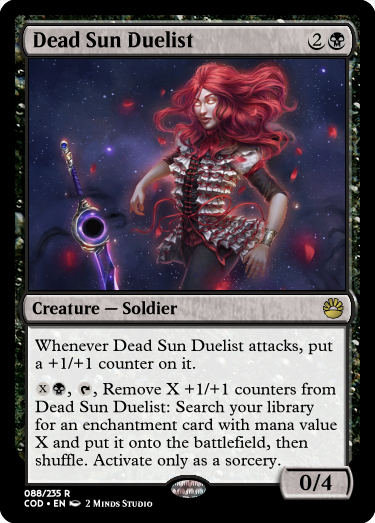 Dead Sun Duelist 2
Creature — Soldier
Whenever Dead Sun Duelist attacks, put
a +1/+1 counter on it.
X , , Remove X +1/+1 counters from
Dead Sun Duelist: Search your library
for an enchantment card with mana value
X and put it onto the battlefield, then
shuffle. Activate only as a sorcery.
0/4
088/235 R
COD • EN 2 Minds Studio